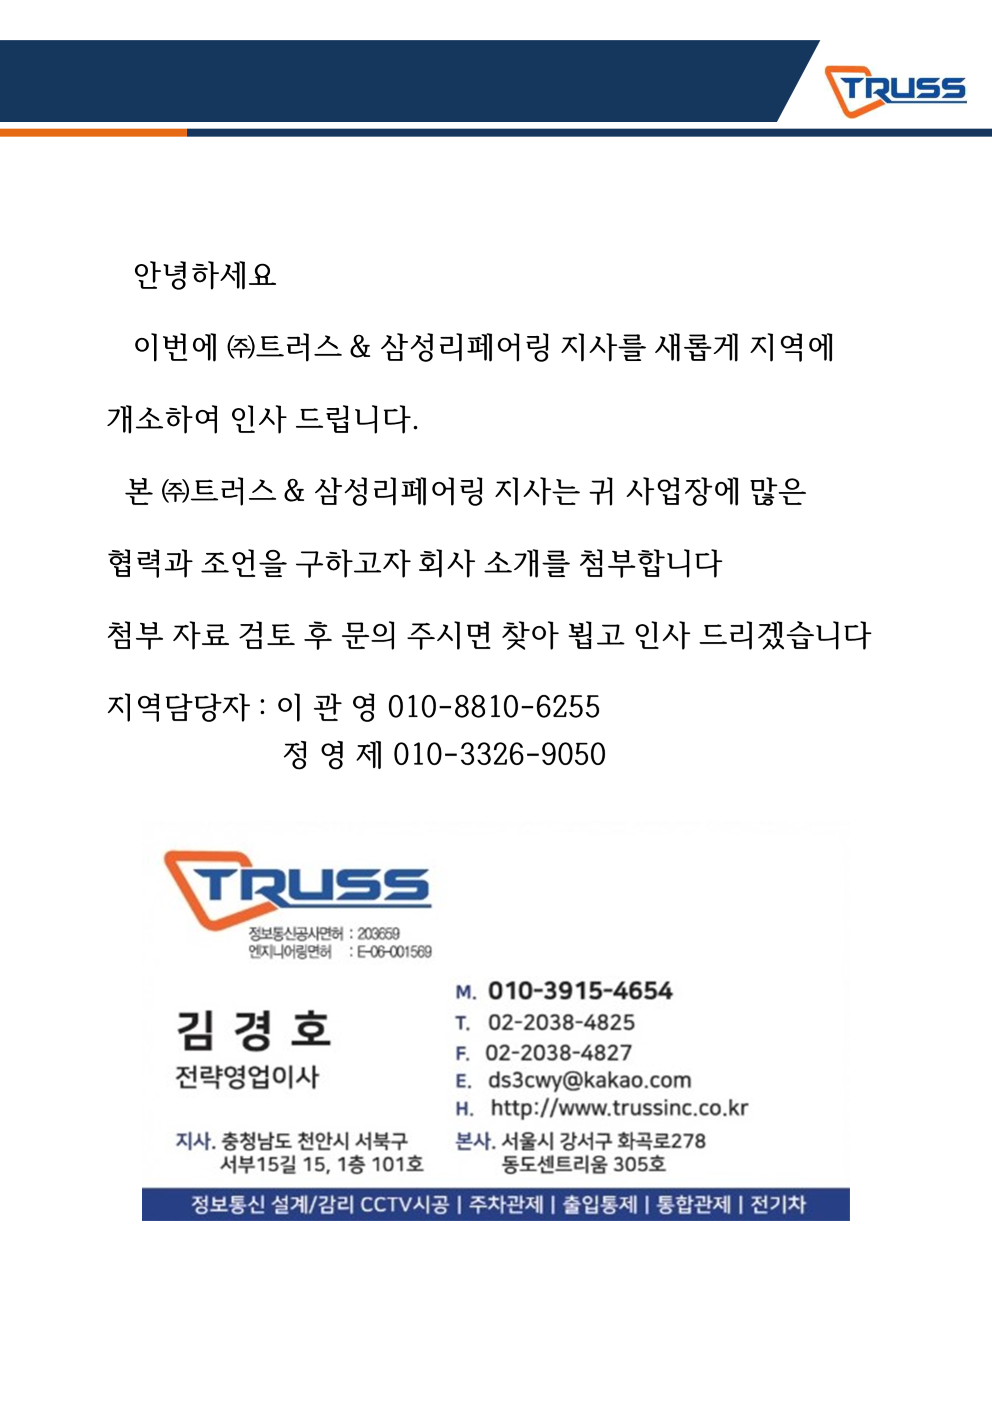 TRUSS
안녕하세요
이번에 ㈜트러스 & 삼성리페어링 지사를 새롭게 지역에
개소하여 인사 드립니다.
본 ㈜트러스 & 삼성리페어링 지사는 귀 사업장에 많은
협력과 조언을 구하고자 회사 소개를 첨부합니다
첨부 자료 검토 후 문의 주시면 찾아 뵙고 인사 드리겠습니다
지역담당자 : 이 관 영 010-8810-6255
정 영 제 010-3326-9050
TRUSS
정보통신공사면허 : 203659
엔지니어링면허 : E-06-001569
김 경 호
전략영업이사
M. 010-3915-4654
T. 02-2038-4825
F. 02-2038-4827
E. ds3cwy@kakao.com
H. http://www.trussinc.co.kr
지사. 충청남도 천안시 서북구
서부15길 15, 1층 101호
본사. 서울시 강서구 화곡로278
동도센트리움 305호
정보통신 설계/감리 CCTV시공 | 주차관제 | 출입통제 | 통합관제 | 전기차